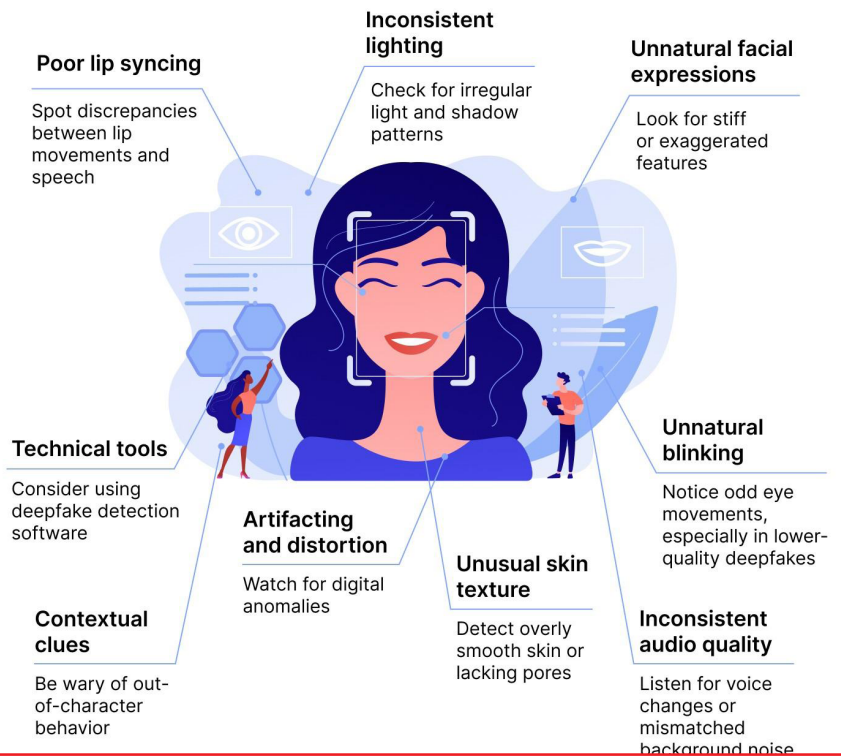 Poor lip syncing
Spot discrepancies
between lip
movements and
speech
Inconsistent
lighting
Check for irregular
light and shadow
patterns
Unnatural facial
expressions
Look for stiff
or exaggerated
features
Technical tools
Consider using
deepfake detection
software
Artifacting
and distortion
Watch for digital
anomalies
Unnatural
blinking
Notice odd eye
movements,
especially in lower-
quality deepfakes
Contextual
clues
Be wary of out-
of-character
behavior
Unusual skin
texture
Detect overly
smooth skin or
lacking pores
Inconsistent
audio quality
Listen for voice
changes or
mismatched
background noise